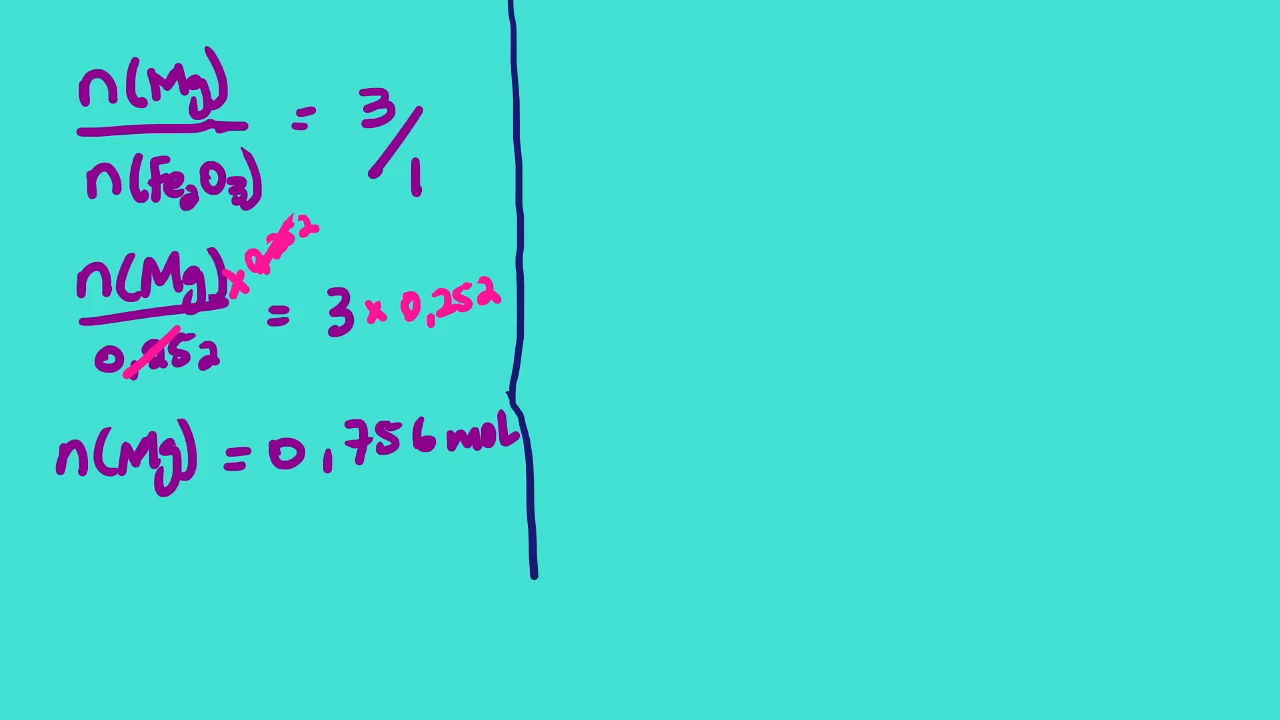 n(Mg)/n(Fe₂O₃) = 3/1
n(Mg) x 0,252/0,252 = 3 x 0,252
n(Mg) = 0,756 mol